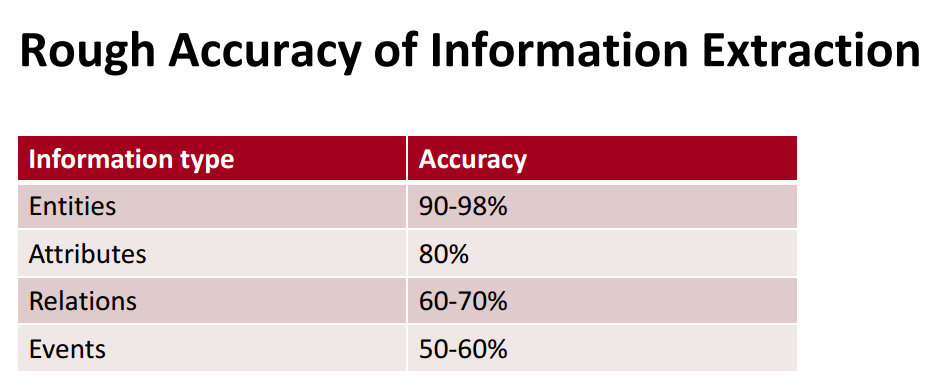 Rough Accuracy of Information Extraction
Information type Accuracy
Entities 90-98%
Attributes 80%
Relations 60-70%
Events 50-60%